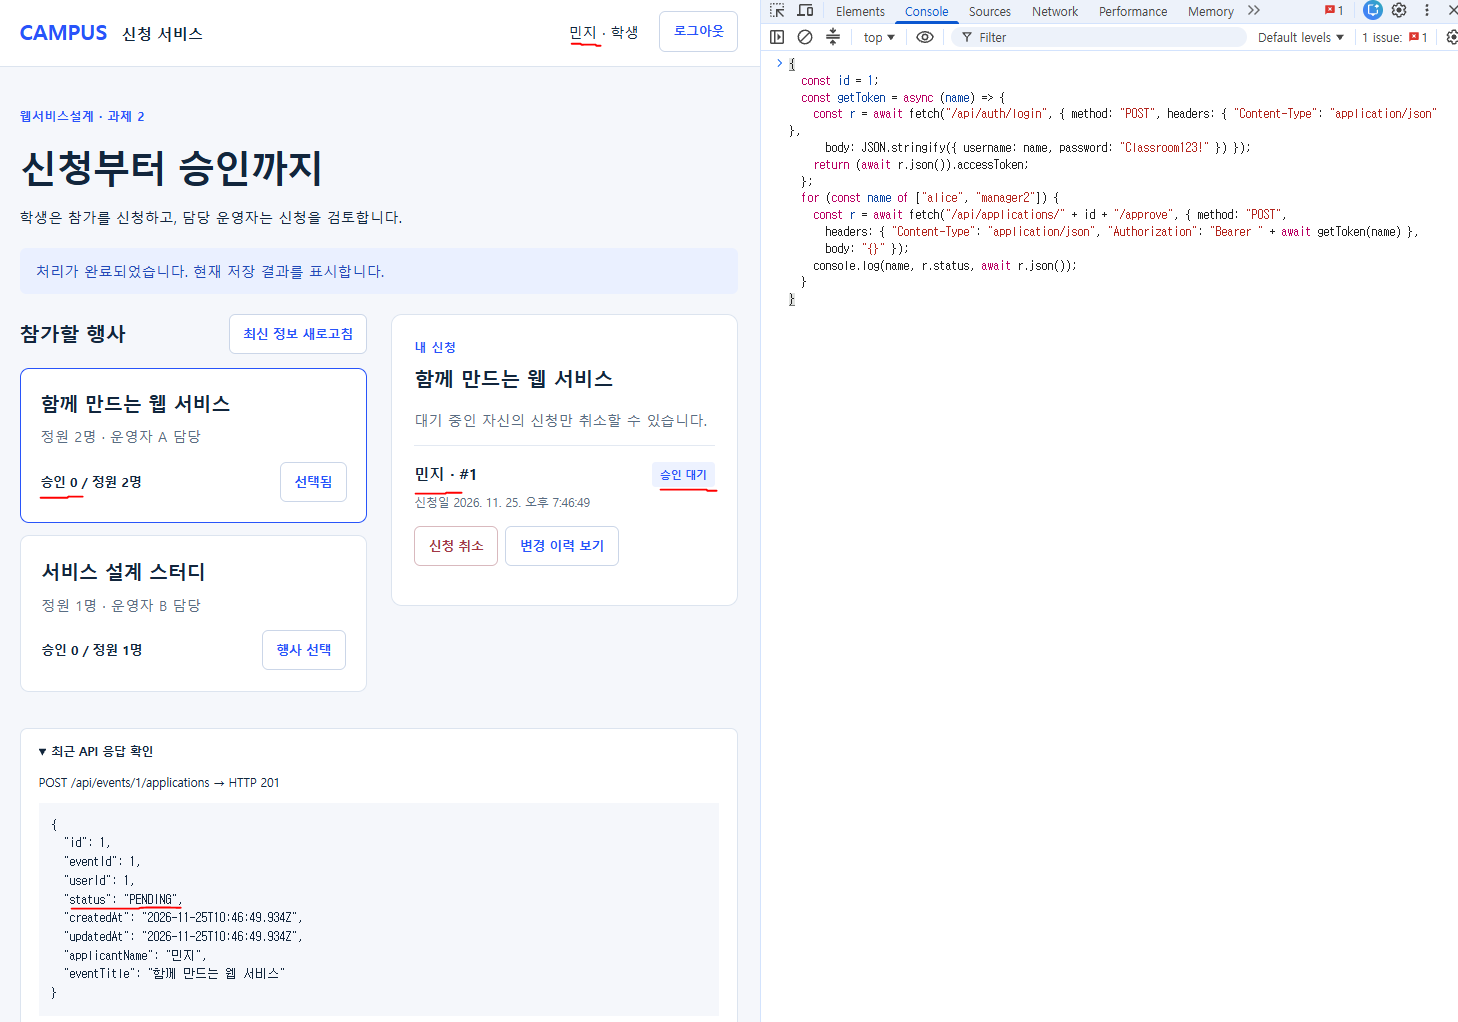 CAMPUS 신청 서비스
민지 · 학생
로그아웃
웹서비스설계 · 과제 2
신청부터 승인까지
학생은 참가를 신청하고, 담당 운영자는 신청을 검토합니다.
처리가 완료되었습니다. 현재 저장 결과를 표시합니다.
참가할 행사
최신 정보 새로고침
함께 만드는 웹 서비스
정원 2명 · 운영자 A 담당
승인 0 / 정원 2명
선택됨
서비스 설계 스터디
정원 1명 · 운영자 B 담당
승인 0 / 정원 1명
행사 선택
내 신청
함께 만드는 웹 서비스
대기 중인 자신의 신청만 취소할 수 있습니다.
민지 · #1
승인 대기
신청일 2026. 11. 25. 오후 7:46:49
신청 취소
변경 이력 보기
▼ 최근 API 응답 확인
POST /api/events/1/applications → HTTP 201
{
"id": 1,
"eventId": 1,
"userId": 1,
"status": "PENDING",
"createdAt": "2026-11-25T10:46:49.934Z",
"updatedAt": "2026-11-25T10:46:49.934Z",
"applicantName": "민지",
"eventTitle": "함께 만드는 웹 서비스"
}
Elements Console Sources Network Performance Memory 1
top Filter Default levels 1 issue: 1
{
const id = 1;
const getToken = async (name) => {
const r = await fetch("/api/auth/login", { method: "POST", headers: { "Content-Type": "application/json"
},
body: JSON.stringify({ username: name, password: "Classroom123!" }) });
return (await r.json()).accessToken;
};
for (const name of ["alice", "manager2"]) {
const r = await fetch("/api/applications/" + id + "/approve", { method: "POST",
headers: { "Content-Type": "application/json", "Authorization": "Bearer " + await getToken(name) },
body: "{}" });
console.log(name, r.status, await r.json());
}
}